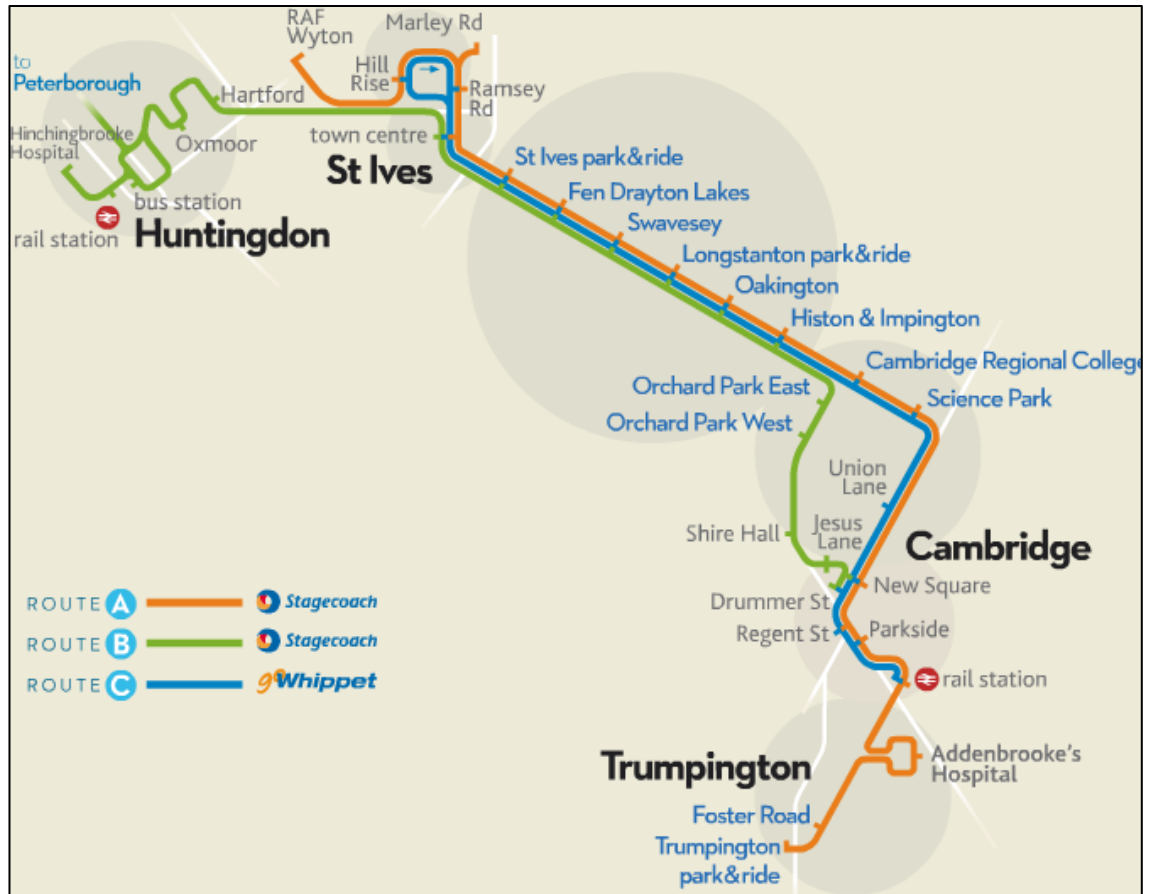 RAF
Wyton
Marley Rd
to
Peterborough
Hill
Rise
Ramsey
Rd
Hartford
Hinchingbrooke
Hospital
Oxmoor
town centre
St Ives
St Ives park&ride
Fen Drayton Lakes
bus station
rail station
Huntingdon
Swavesey
Longstanton park&ride
Oakington
Histon & Impington
Cambridge Regional College
Orchard Park East
Science Park
Orchard Park West
Union
Lane
Shire Hall
Jesus
Lane
Cambridge
New Square
Drummer St
Regent St
Parkside
ROUTE A Stagecoach
ROUTE B Stagecoach
ROUTE C go Whippet
rail station
Trumpington
Addenbrooke's
Hospital
Foster Road
Trumpington
park&ride